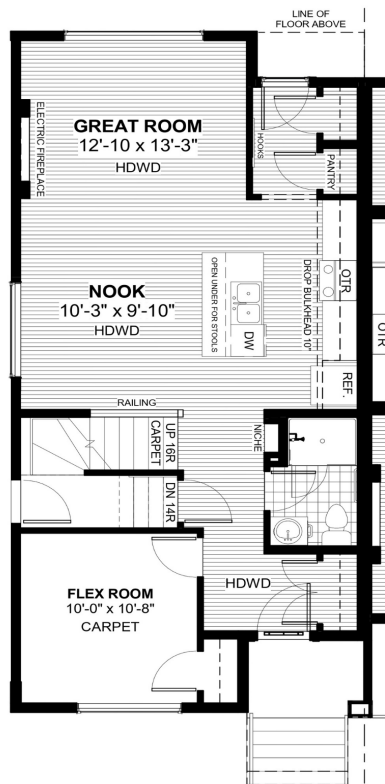 LINE OF
FLOOR ABOVE
ELECTRIC FIREPLACE
GREAT ROOM
12'-10 x 13'-3"
HDWD
HOOKS
PANTRY
NOOK
10'-3" x 9'-10"
HDWD
OPEN UNDER FOR STOOLS
DW
DROP BULKHEAD 10"
OTR
REF.
OTR
RAILING
UP 16R
CARPET
NICHE
DN 14R
HDWD
FLEX ROOM
10'-0" x 10'-8"
CARPET